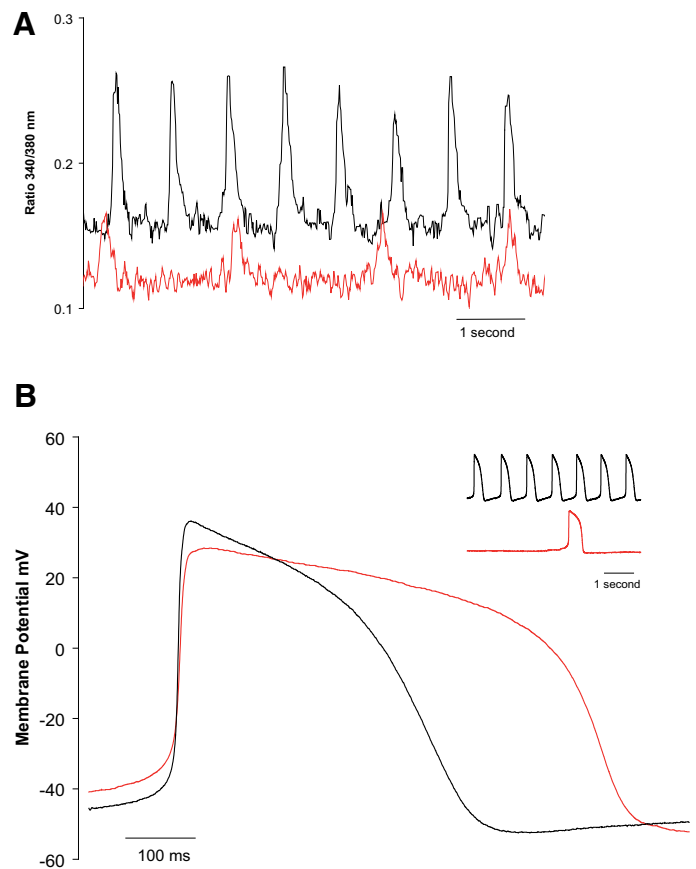 A
0.3
0.2
0.1
Ratio 340/380 nm
1 second
B
60
40
20
0
-20
-40
-60
Membrane Potential mV
1 second
100 ms